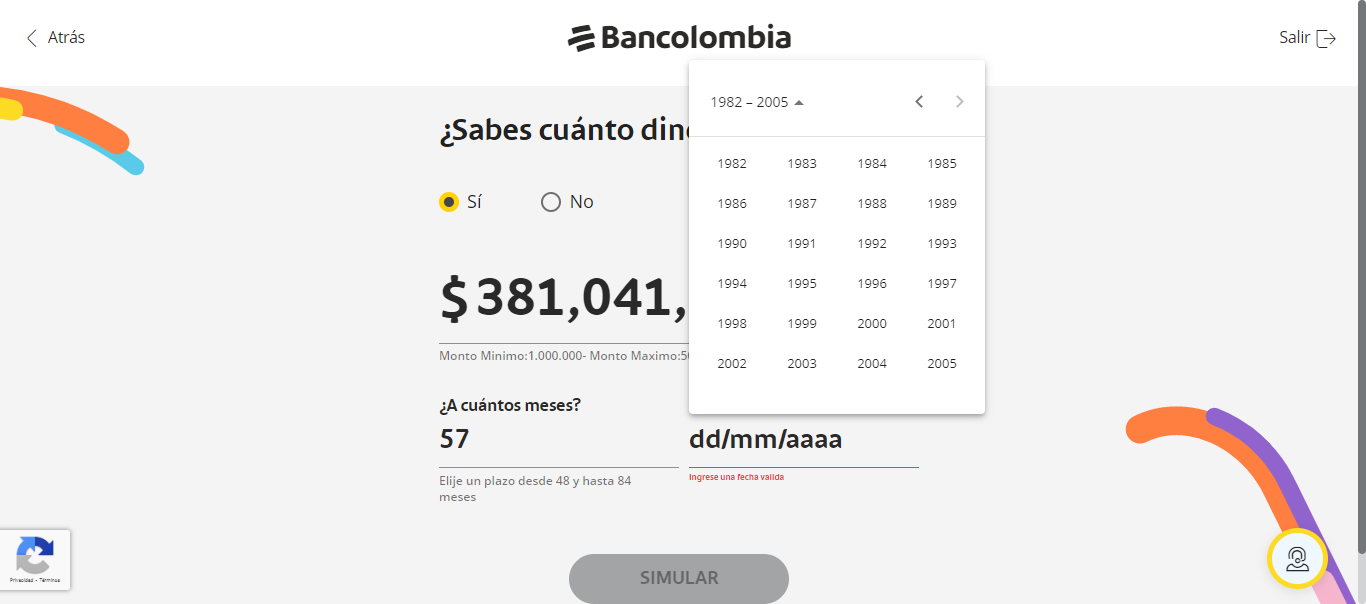 Atrás
Bancolombia
Salir
1982 – 2005
¿Sabes cuánto din
1982 1983 1984 1985
Sí No
1986 1987 1988 1989
1990 1991 1992 1993
$ 381,041,
1994 1995 1996 1997
1998 1999 2000 2001
Monto Minimo:1.000.000- Monto Maximo:50
2002 2003 2004 2005
¿A cuántos meses?
57
dd/mm/aaaa
Elije un plazo desde 48 y hasta 84
meses
Ingrese una fecha valida
Privacidad - Términos
SIMULAR